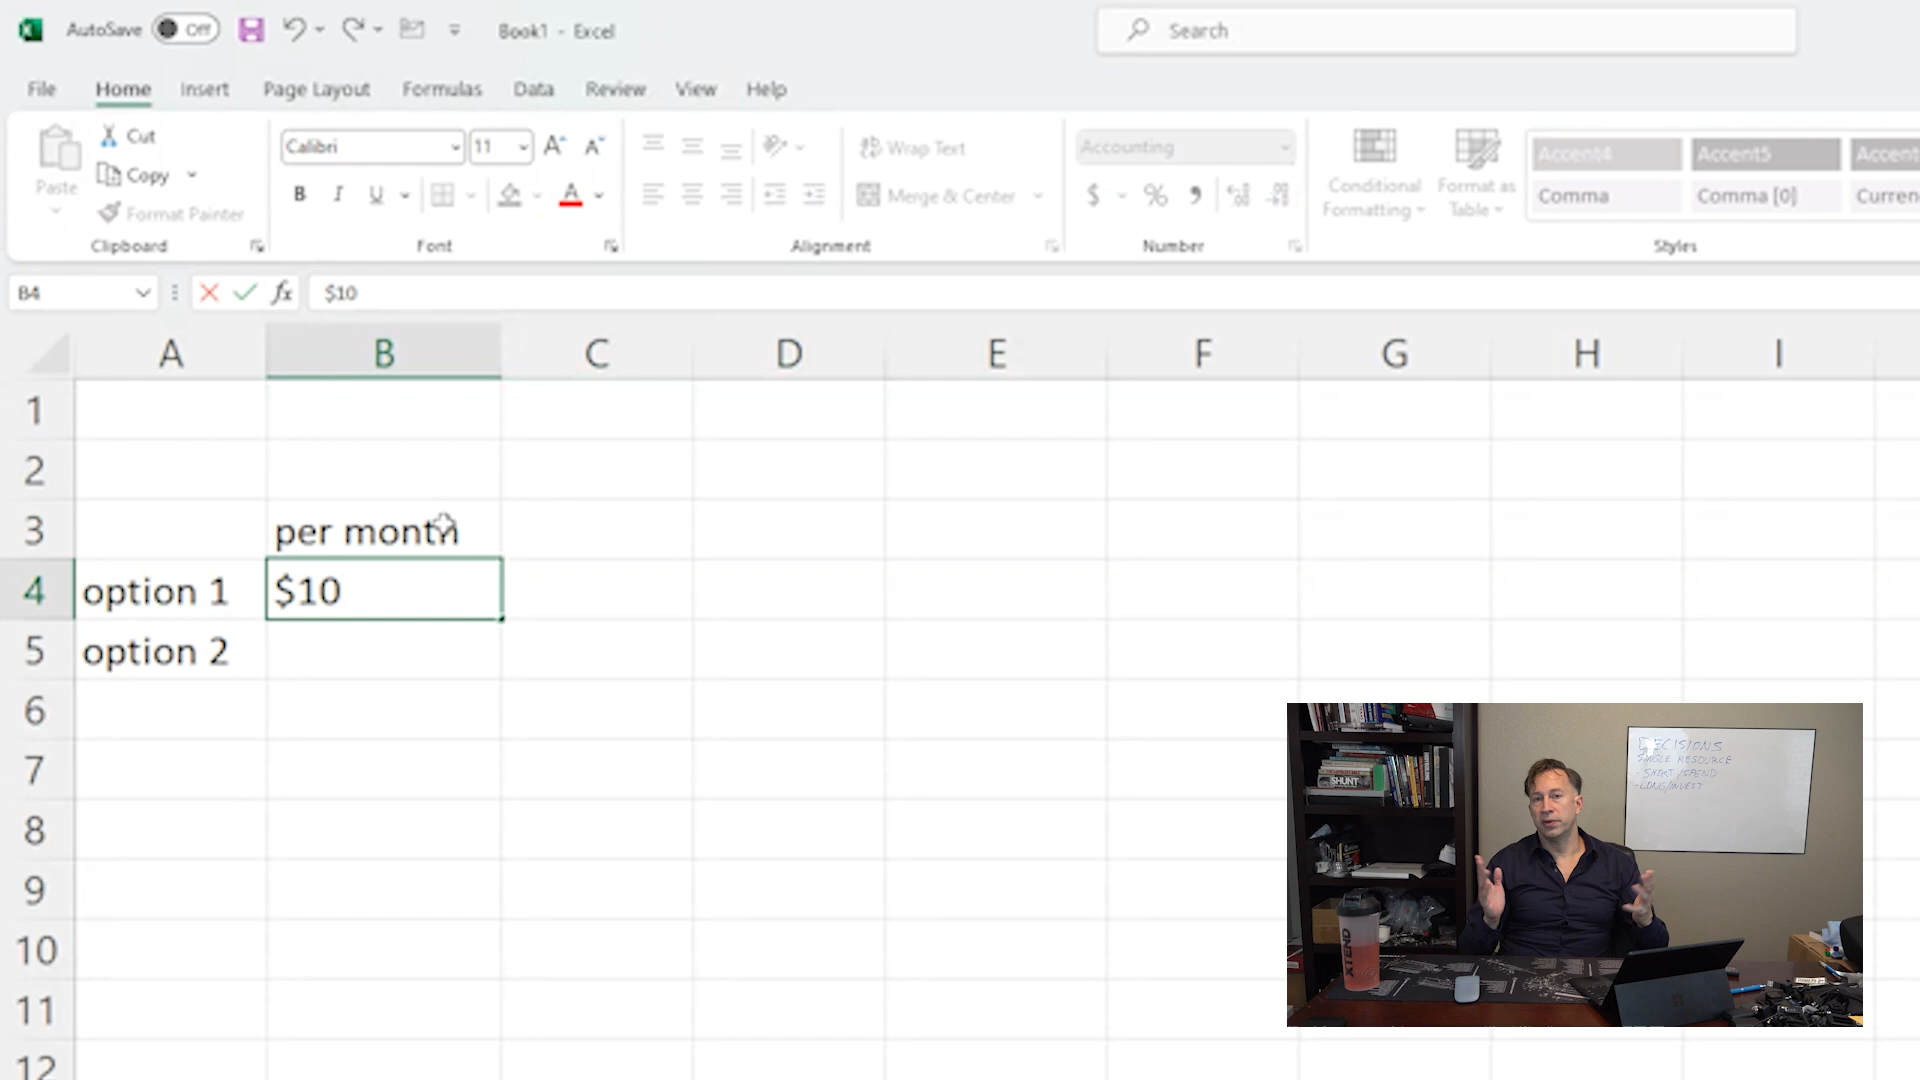 AutoSave Off Book1 - Excel Search
File Home Insert Page Layout Formulas Data Review View Help
Paste Cut Copy Format Painter Clipboard
Calibri 11 B I U A Font
Wrap Text Merge & Center Alignment
Accounting $ % Number
Conditional Formatting Format as Table
Accent4 Accent5
Comma Comma [0]
Styles
B4 fx $10
A B C D E F G H I
1
2
3 per month
4 option 1 $10
5 option 2
6
7
8
9
10
11
12
DECISIONS
SINGLE RESOURCE
- SHORT/SPEND
- LONG/INVEST
SHUNT
XTEND